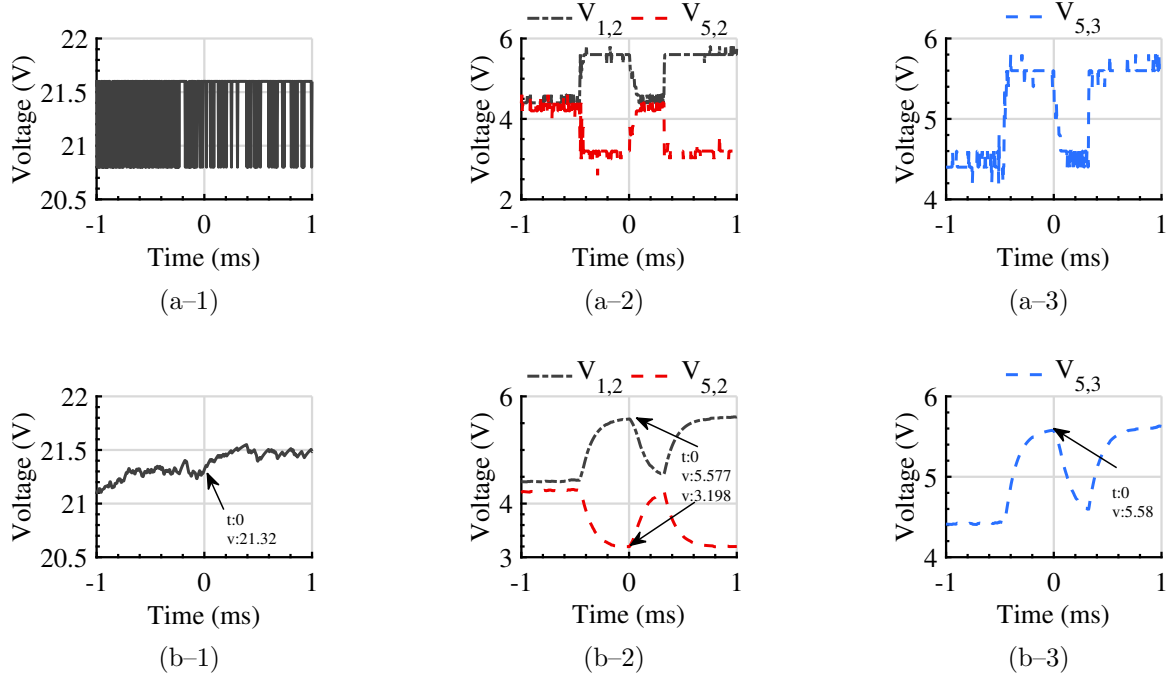 22
21.5
21
20.5
Voltage (V)
-1 0 1
Time (ms)
(a–1)
V1,2 V5,2
6
4
2
Voltage (V)
-1 0 1
Time (ms)
(a–2)
V5,3
6
5
4
Voltage (V)
-1 0 1
Time (ms)
(a–3)
22
21.5
21
20.5
Voltage (V)
t:0
v:21.32
-1 0 1
Time (ms)
(b–1)
V1,2 V5,2
6
4
3
Voltage (V)
t:0
v:5.577
v:3.198
-1 0 1
Time (ms)
(b–2)
V5,3
6
5
4
Voltage (V)
t:0
v:5.58
-1 0 1
Time (ms)
(b–3)